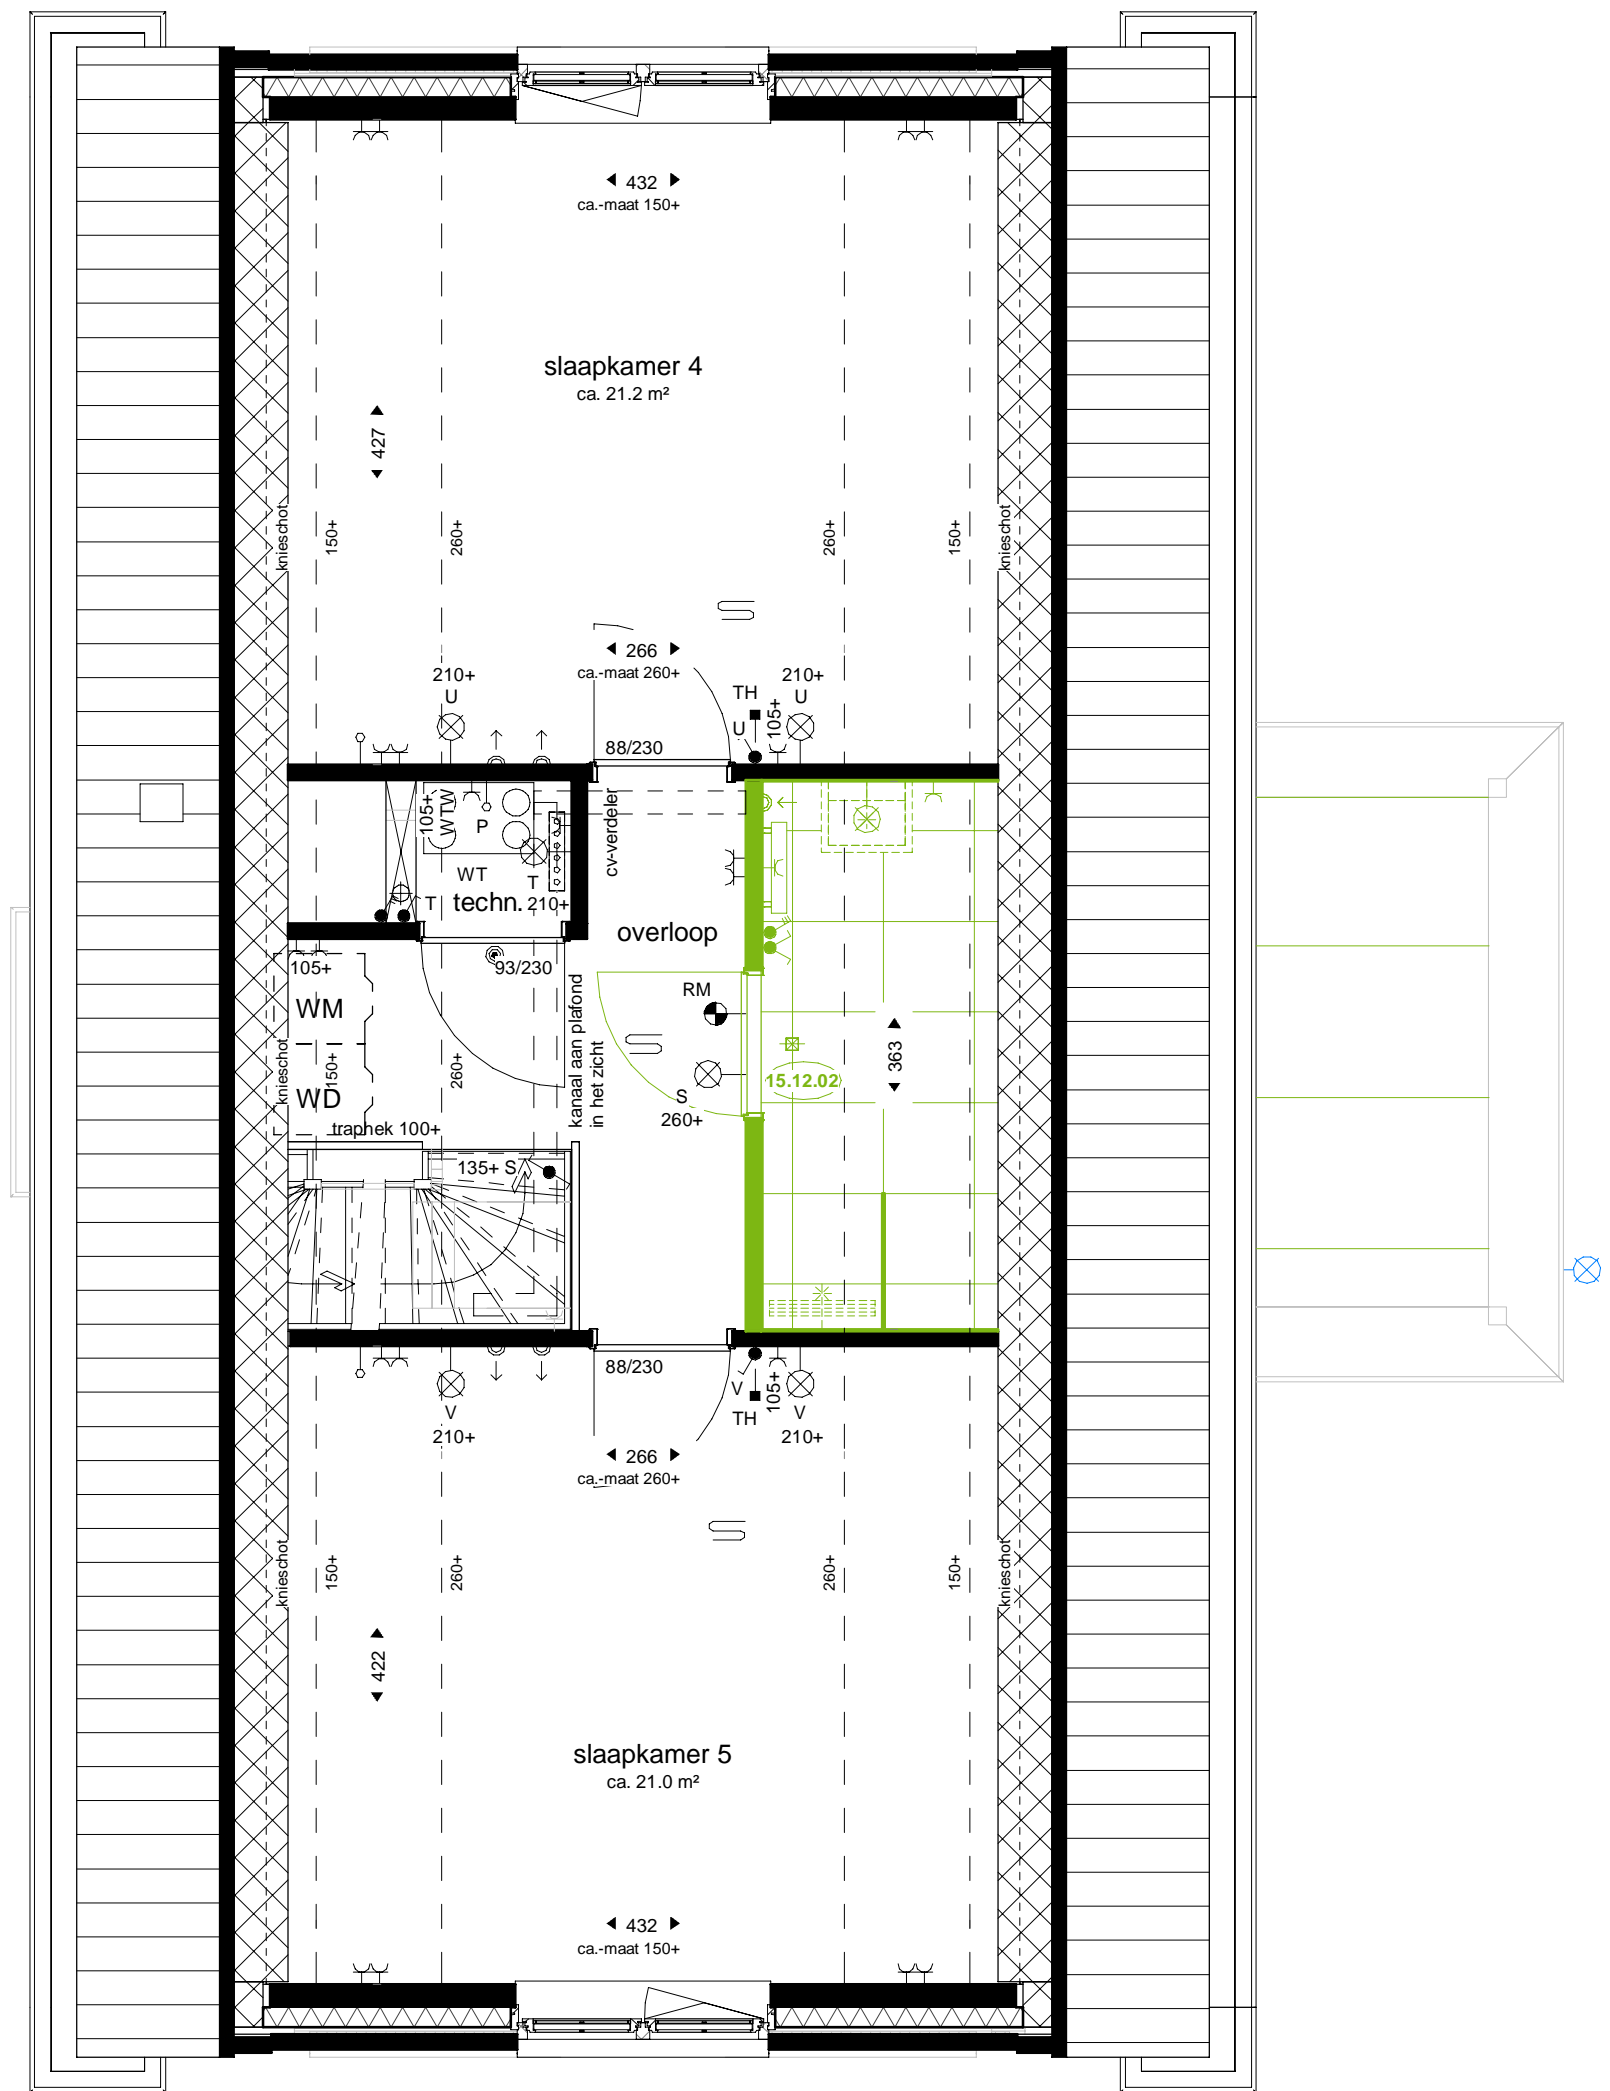 432
ca.-maat 150+
slaapkamer 4
ca. 21.2 m²
427
knieschot
150+
260+
260+
150+
knieschot
266
ca.-maat 260+
210+
U
TH
U
105+
210+
U
88/230
105+
WTW
P
WT
T
T
techn.
210+
cv-verdeler
overloop
105+
93/230
WM
WD
knieschot
150+
260+
kanaal aan plafond
in het zicht
RM
S
260+
15.12.02
363
traphek 100+
135+ S
88/230
V
210+
V
TH
105+
V
210+
266
ca.-maat 260+
knieschot
150+
260+
260+
150+
knieschot
422
slaapkamer 5
ca. 21.0 m²
432
ca.-maat 150+